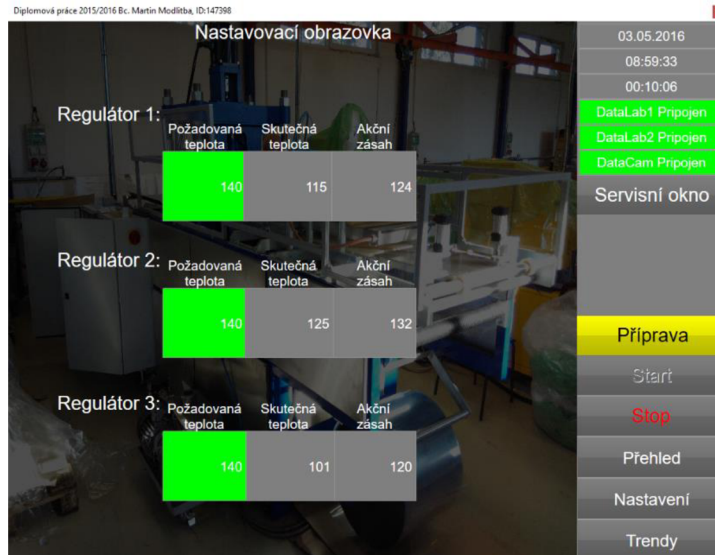 Diplomová práce 2015/2016 Bc. Martin Modlitba, ID:147398
Nastavovací obrazovka
Regulátor 1:
Požadovaná teplota
Skutečná teplota
Akční zásah
140 115 124
Regulátor 2:
Požadovaná teplota
Skutečná teplota
Akční zásah
140 125 132
Regulátor 3:
Požadovaná teplota
Skutečná teplota
Akční zásah
140 101 120
03.05.2016
08:59:33
00:10:06
DataLab1 Pripojen
DataLab2 Pripojen
DataCam Pripojen
Servisní okno
Příprava
Start
Stop
Přehled
Nastavení
Trendy